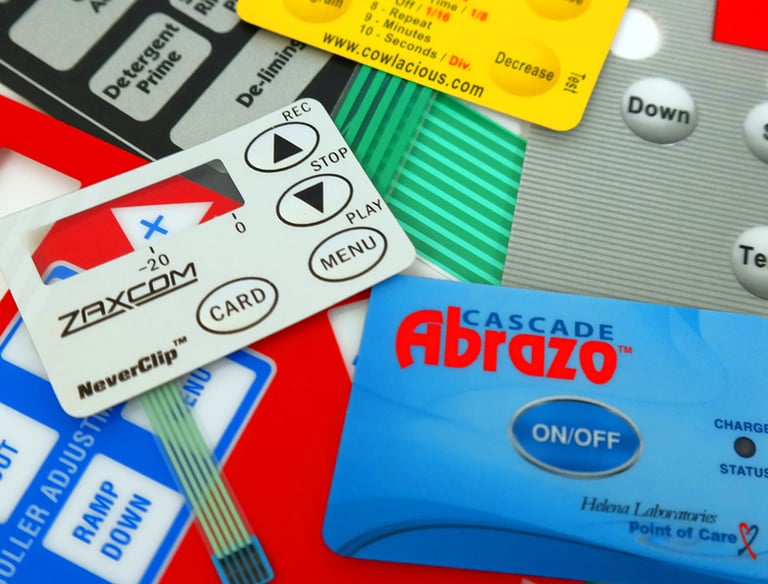 Detergent
Prime
De-liming
Time / 1/8
Off / 1/16
8 - Repeat
9 - Minutes
10 - Seconds / Div.
www.cowlacious.com
Decrease
Test
Down
REC
STOP
PLAY
MENU
CARD
-20
0
ZAXCOM
NeverClip™
RAMP
DOWN
CASCADE
Abrazo™
ON/OFF
CHARGE
STATUS
Helena Laboratories
Point of Care